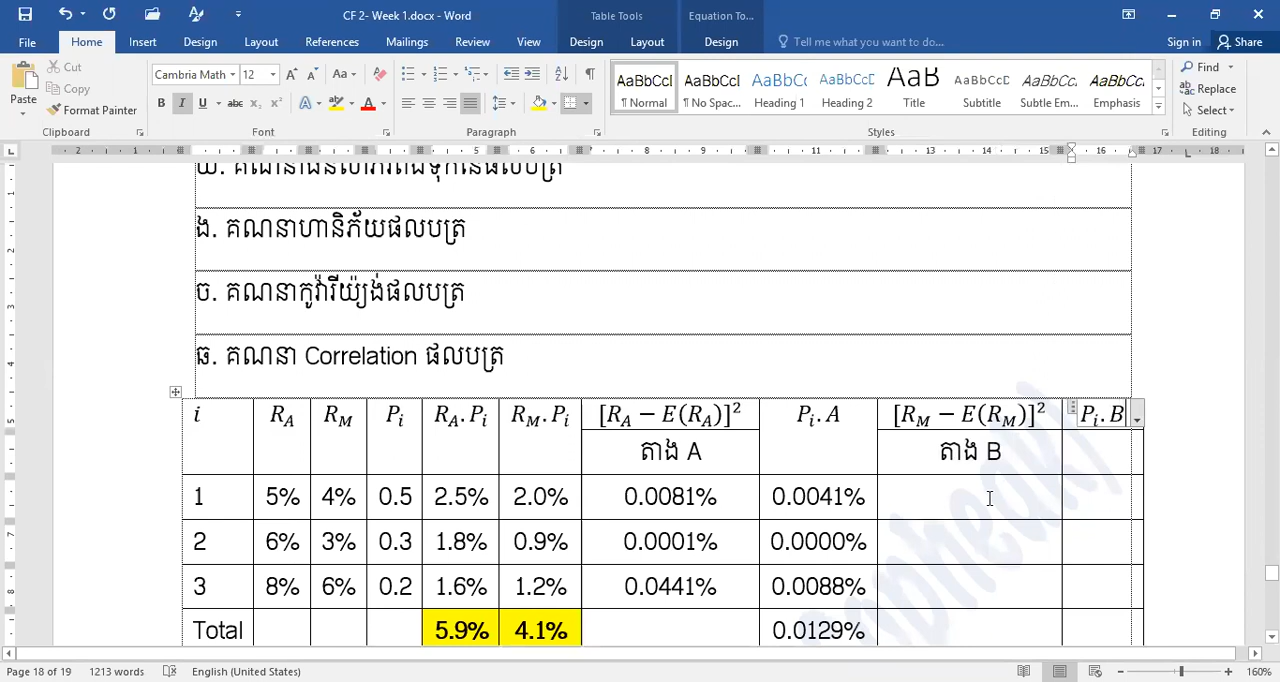 CF 2- Week 1.docx - Word
Table Tools
Equation To...
File Home Insert Design Layout References Mailings Review View Design Layout Design Tell me what you want to do... Sign in Share
Paste
Cut
Copy
Format Painter
Clipboard
Cambria Math 12
Font
Paragraph
AaBbCcI ¶ Normal
AaBbCcI ¶ No Spac...
AaBbCc Heading 1
AaBbCcI Heading 2
AaB Title
AaBbCcD Subtitle
AaBbCcI Subtle Em...
AaBbCcI Emphasis
Styles
Find
Replace
Select
Editing
ង. គណនាហានិភ័យផលបត្រ
ច. គណនាកូវ៉ារីយ៉្យង់ផលបត្រ
ឆ. គណនា Correlation ផលបត្រ
i R_A R_M P_i R_A.P_i R_M.P_i [R_A − E(R_A)]² P_i.A [R_M − E(R_M)]² P_i.B
តាង A តាង B
1 5% 4% 0.5 2.5% 2.0% 0.0081% 0.0041%
2 6% 3% 0.3 1.8% 0.9% 0.0001% 0.0000%
3 8% 6% 0.2 1.6% 1.2% 0.0441% 0.0088%
Total 5.9% 4.1% 0.0129%
Page 18 of 19 1213 words English (United States) 160%